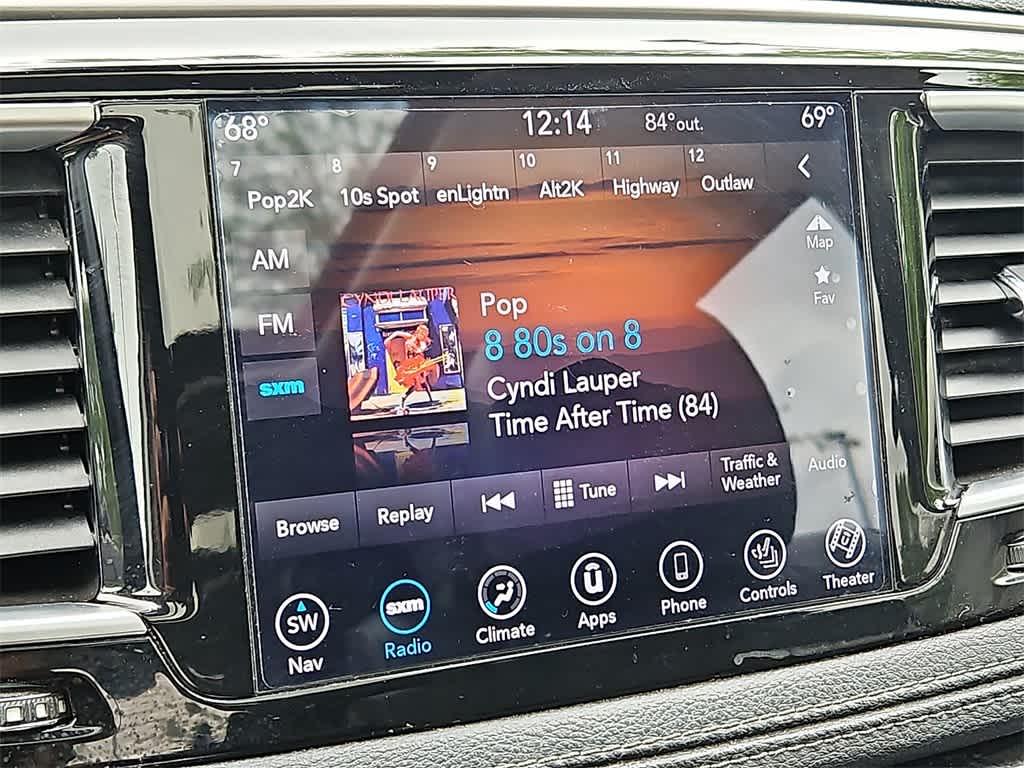 68° 12:14 84° out. 69°
7 8 9 10 11 12
Pop2K 10s Spot enLightn Alt2K Highway Outlaw
Map
AM
Fav
CYNDI LAUPER
Pop
FM
8 80s on 8
sxm
Cyndi Lauper
Time After Time (84)
Browse Replay Tune Traffic &
Weather Audio
SW sxm
Nav Radio Climate Apps Phone Controls Theater